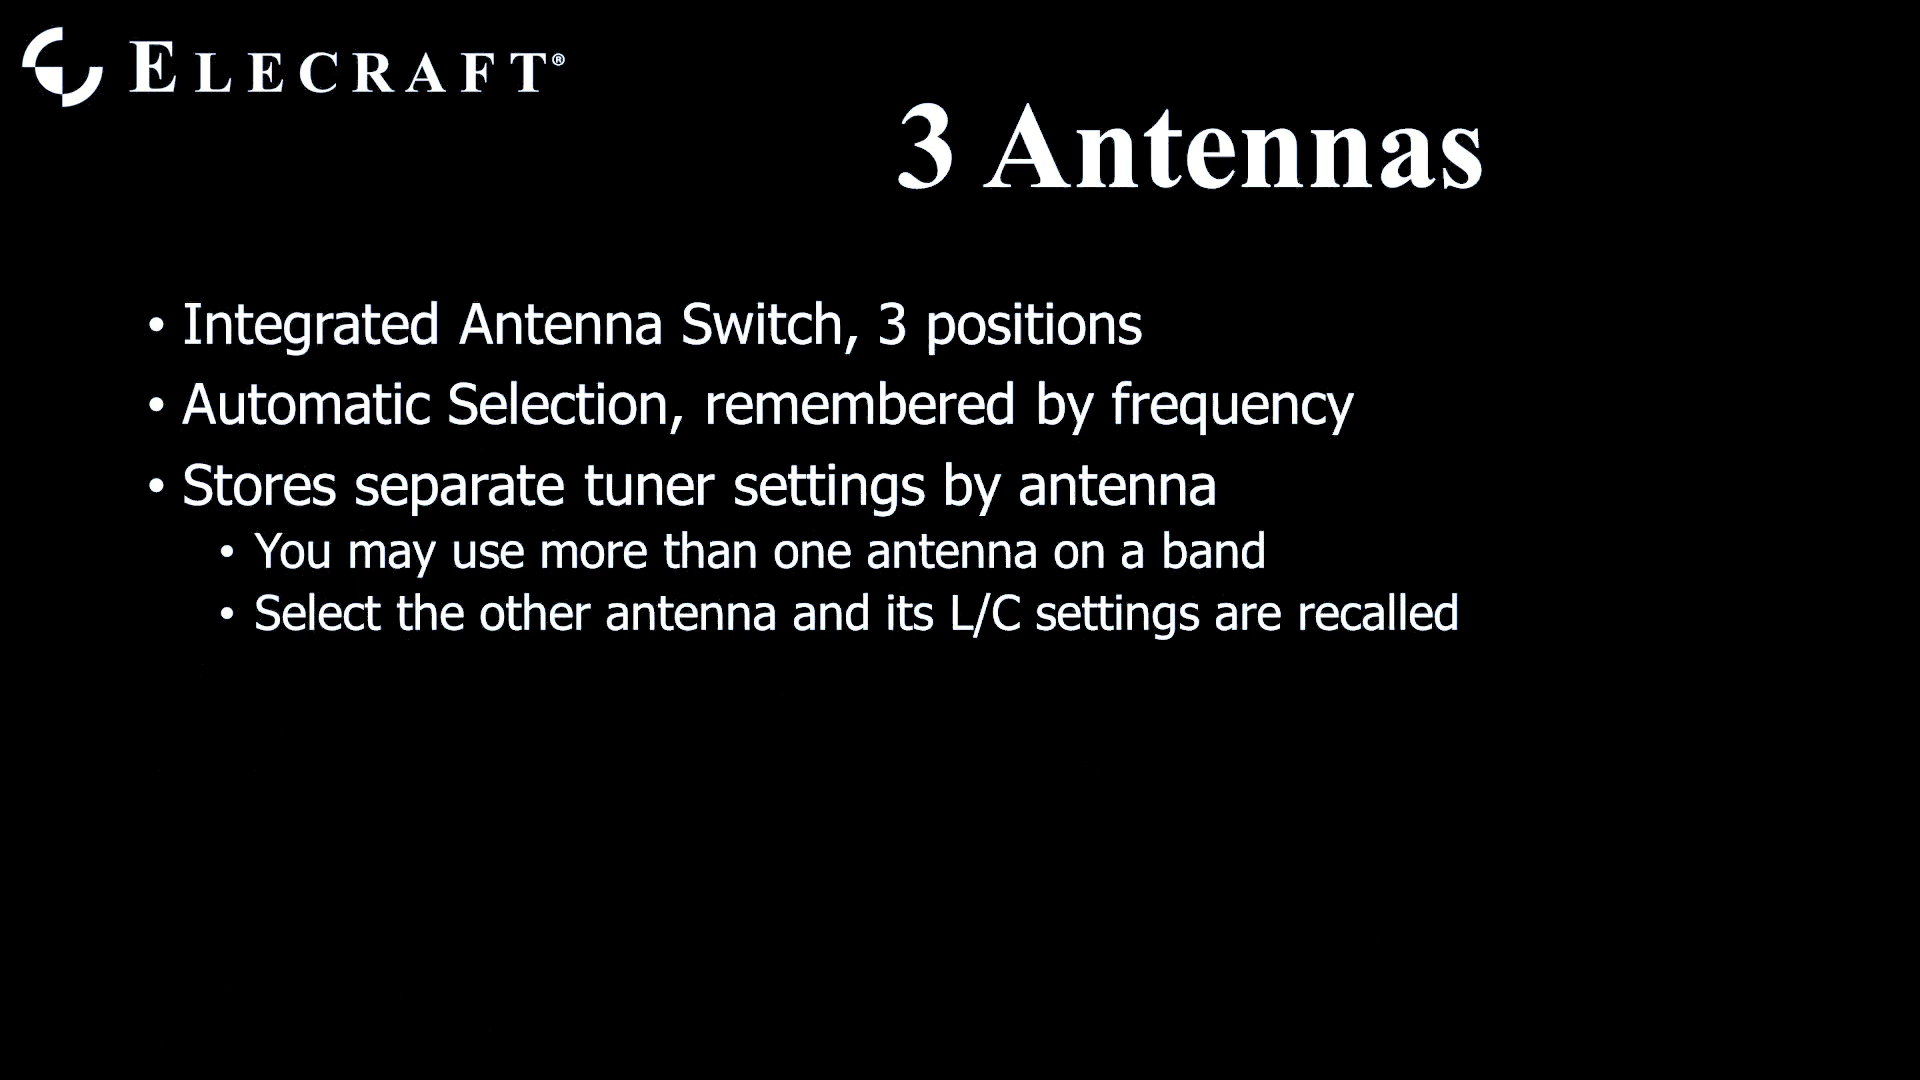 ELECRAFT®
3 Antennas
• Integrated Antenna Switch, 3 positions
• Automatic Selection, remembered by frequency
• Stores separate tuner settings by antenna
• You may use more than one antenna on a band
• Select the other antenna and its L/C settings are recalled